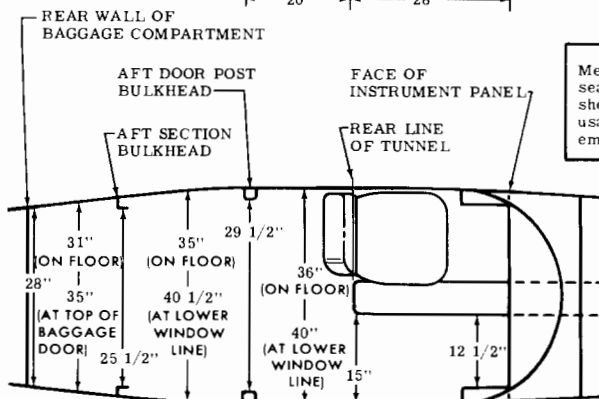 20"
26"
REAR WALL OF
BAGGAGE COMPARTMENT
AFT DOOR POST
BULKHEAD
AFT SECTION
BULKHEAD
FACE OF
INSTRUMENT PANEL
REAR LINE
OF TUNNEL
31"
(ON FLOOR)
35"
(AT TOP OF
BAGGAGE
DOOR)
28"
25 1/2"
35"
(ON FLOOR)
40 1/2"
(AT LOWER
WINDOW
LINE)
29 1/2"
36"
(ON FLOOR)
40"
(AT LOWER
WINDOW
LINE)
15"
12 1/2"